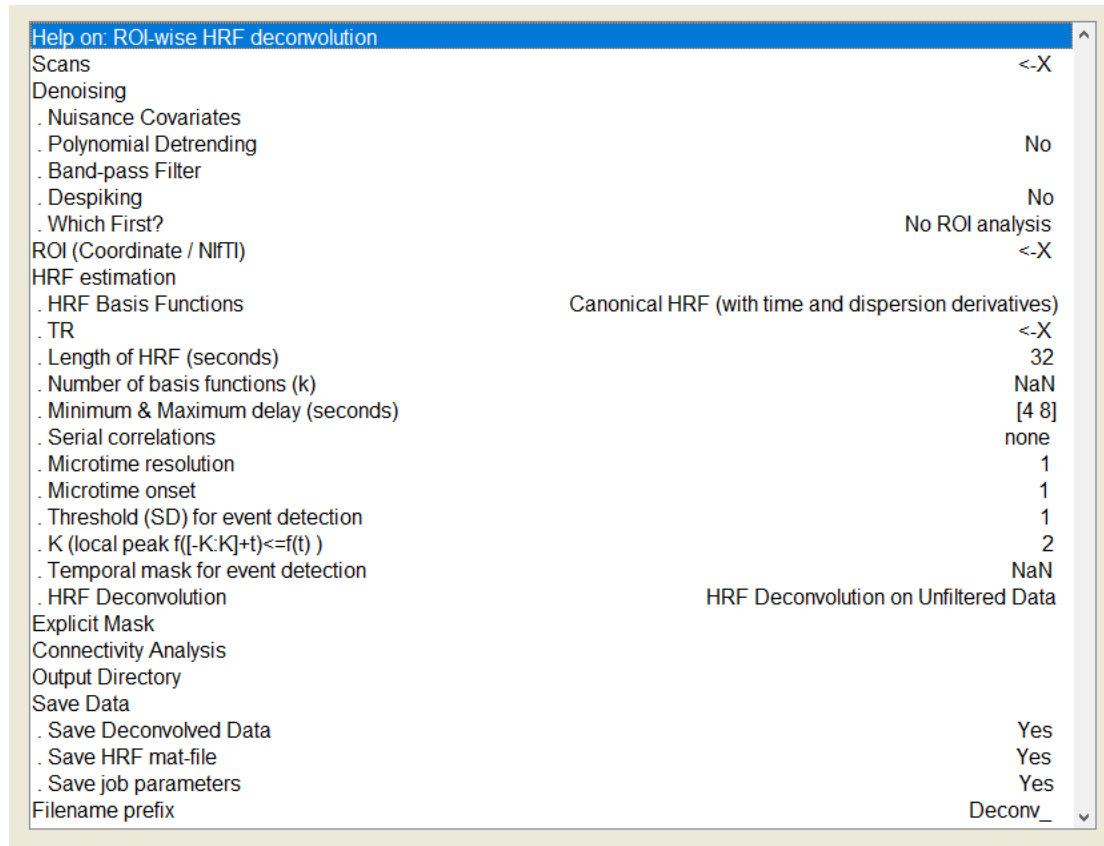 Help on: ROI-wise HRF deconvolution
Scans <-X
Denoising
. Nuisance Covariates
. Polynomial Detrending No
. Band-pass Filter
. Despiking No
. Which First? No ROI analysis
ROI (Coordinate / NIfTI) <-X
HRF estimation
. HRF Basis Functions Canonical HRF (with time and dispersion derivatives)
. TR <-X
. Length of HRF (seconds) 32
. Number of basis functions (k) NaN
. Minimum & Maximum delay (seconds) [4 8]
. Serial correlations none
. Microtime resolution 1
. Microtime onset 1
. Threshold (SD) for event detection 1
. K (local peak f([-K:K]+t)<=f(t) ) 2
. Temporal mask for event detection NaN
. HRF Deconvolution HRF Deconvolution on Unfiltered Data
Explicit Mask
Connectivity Analysis
Output Directory
Save Data
. Save Deconvolved Data Yes
. Save HRF mat-file Yes
. Save job parameters Yes
Filename prefix Deconv_